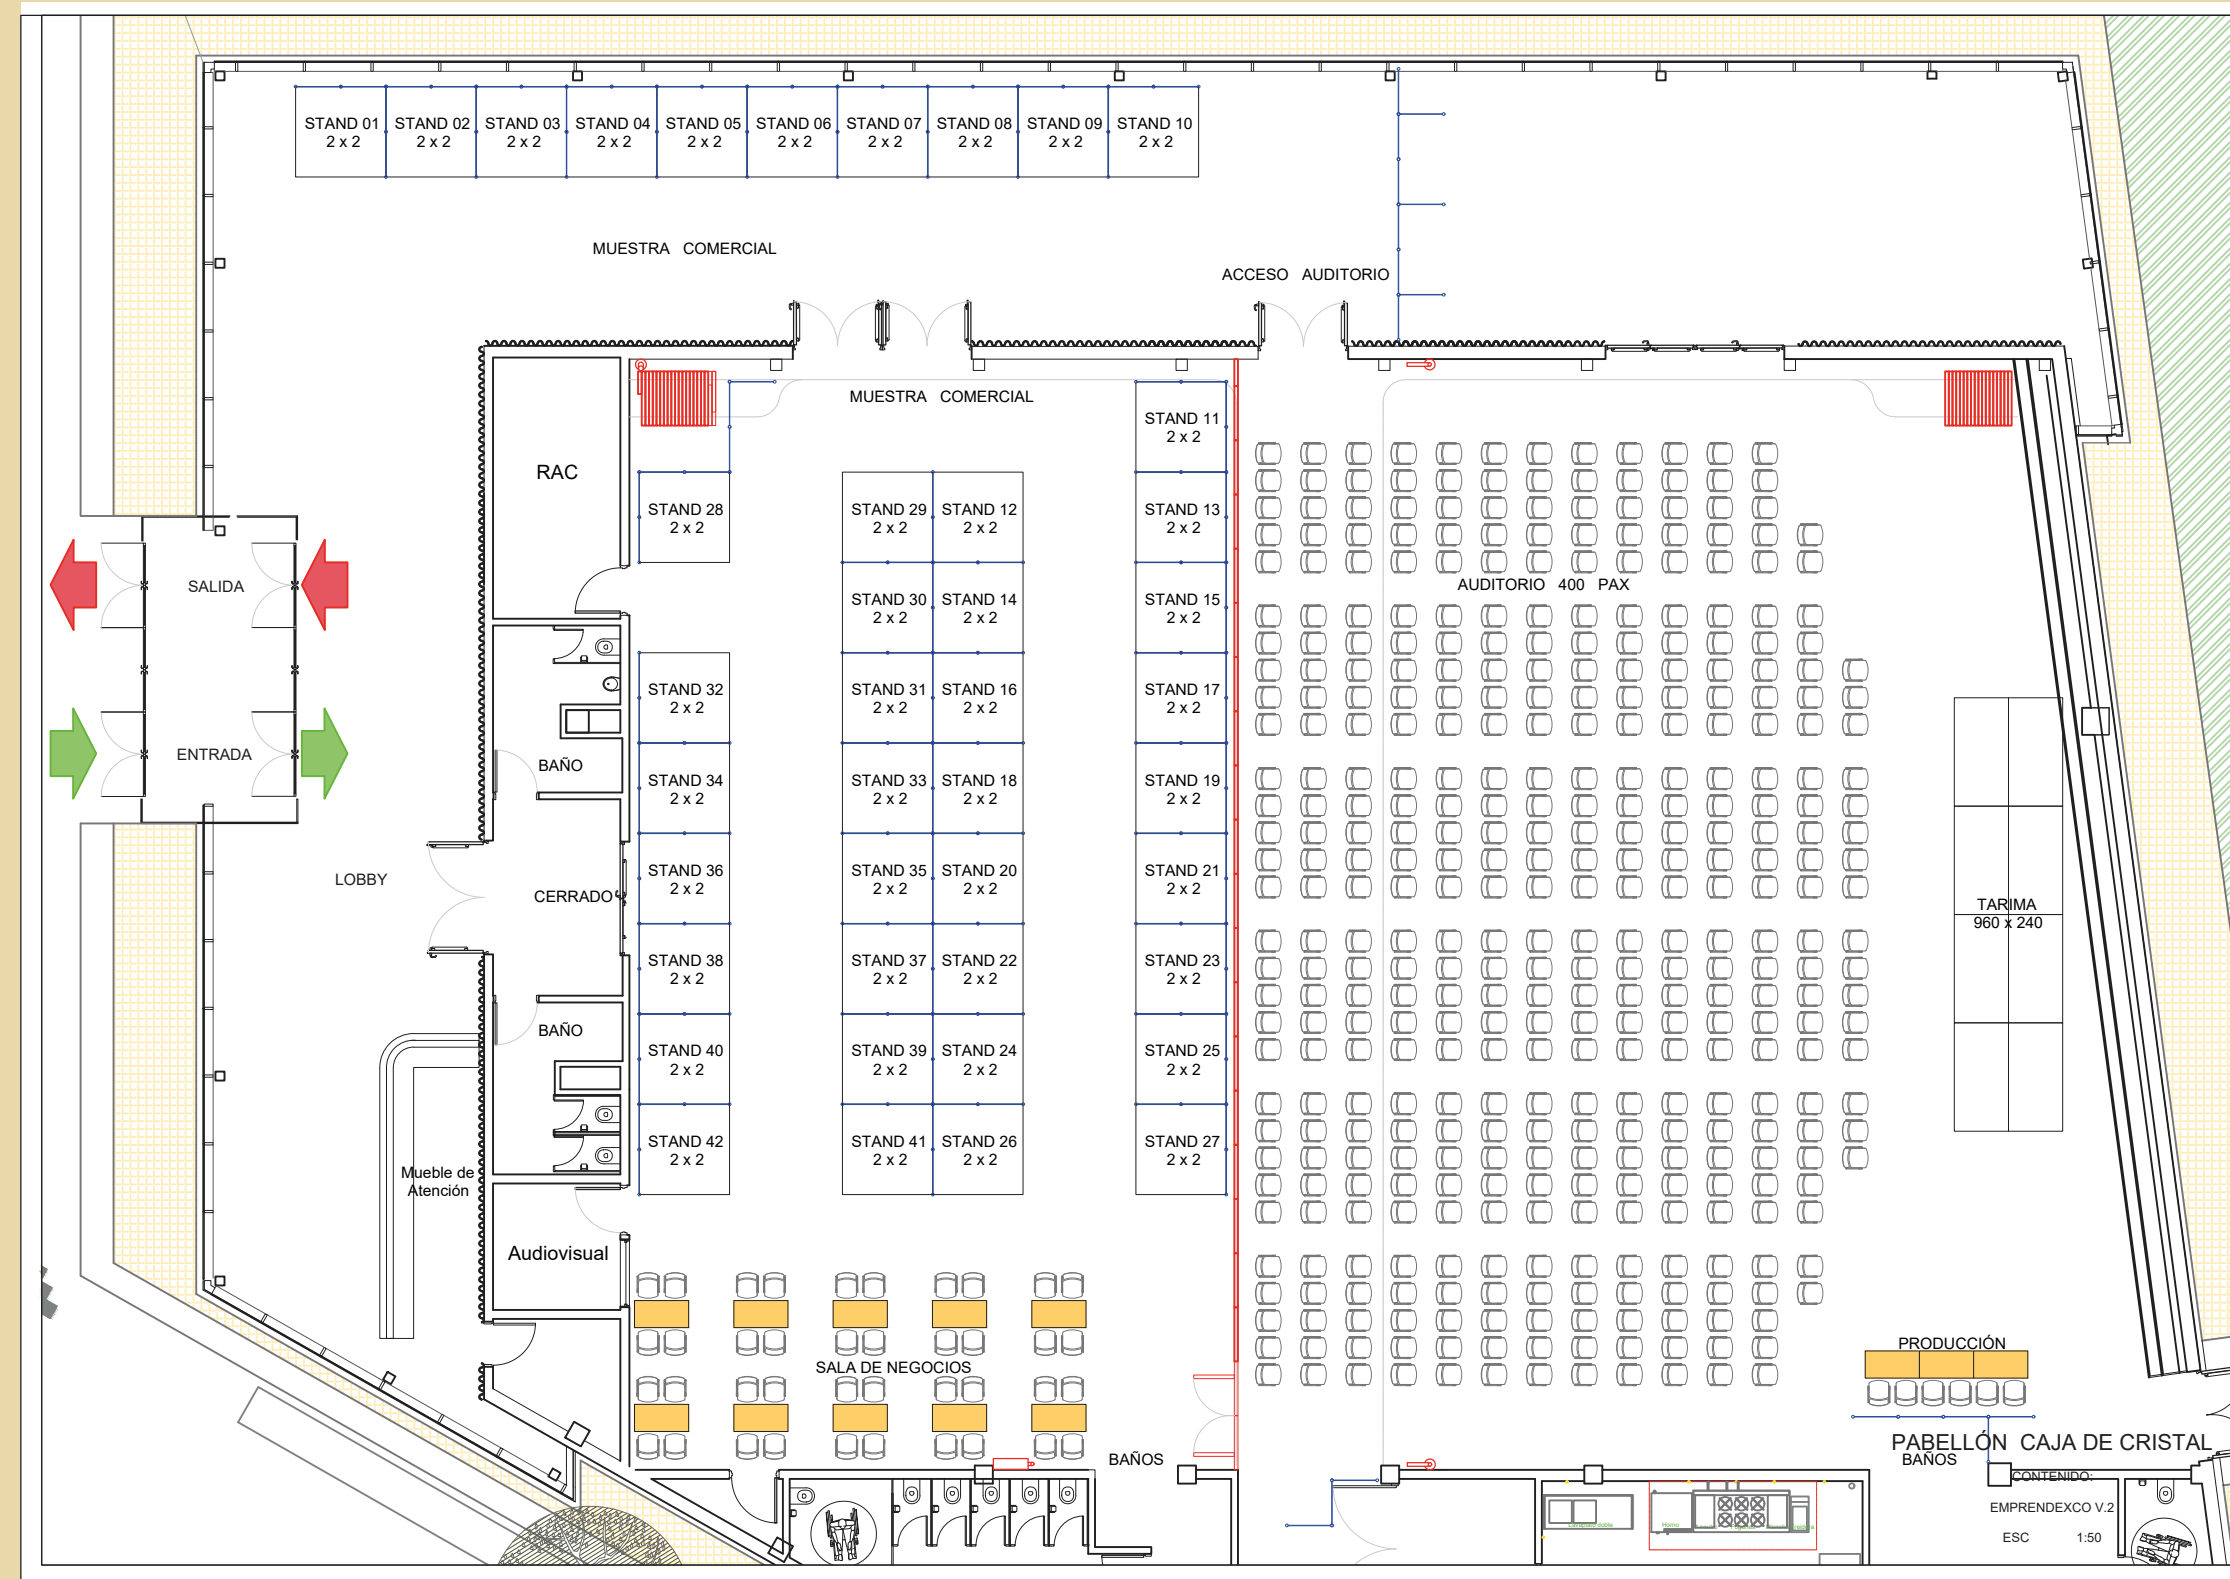 STAND 01
2 x 2
STAND 02
2 x 2
STAND 03
2 x 2
STAND 04
2 x 2
STAND 05
2 x 2
STAND 06
2 x 2
STAND 07
2 x 2
STAND 08
2 x 2
STAND 09
2 x 2
STAND 10
2 x 2
MUESTRA COMERCIAL
ACCESO AUDITORIO
MUESTRA COMERCIAL
STAND 11
2 x 2
RAC
STAND 28
2 x 2
STAND 29
2 x 2
STAND 12
2 x 2
STAND 13
2 x 2
SALIDA
AUDITORIO 400 PAX
STAND 30
2 x 2
STAND 14
2 x 2
STAND 15
2 x 2
STAND 32
2 x 2
STAND 31
2 x 2
STAND 16
2 x 2
STAND 17
2 x 2
ENTRADA
BAÑO
STAND 34
2 x 2
STAND 33
2 x 2
STAND 18
2 x 2
STAND 19
2 x 2
LOBBY
CERRADO
STAND 36
2 x 2
STAND 35
2 x 2
STAND 20
2 x 2
STAND 21
2 x 2
TARIMA
960 x 240
STAND 38
2 x 2
STAND 37
2 x 2
STAND 22
2 x 2
STAND 23
2 x 2
BAÑO
STAND 40
2 x 2
STAND 39
2 x 2
STAND 24
2 x 2
STAND 25
2 x 2
STAND 42
2 x 2
STAND 41
2 x 2
STAND 26
2 x 2
STAND 27
2 x 2
Mueble de
Atención
Audiovisual
SALA DE NEGOCIOS
PRODUCCIÓN
BAÑOS
PABELLÓN CAJA DE CRISTAL
BAÑOS
CONTENIDO:
EMPRENDEXCO V.2
ESC 1:50
Horno